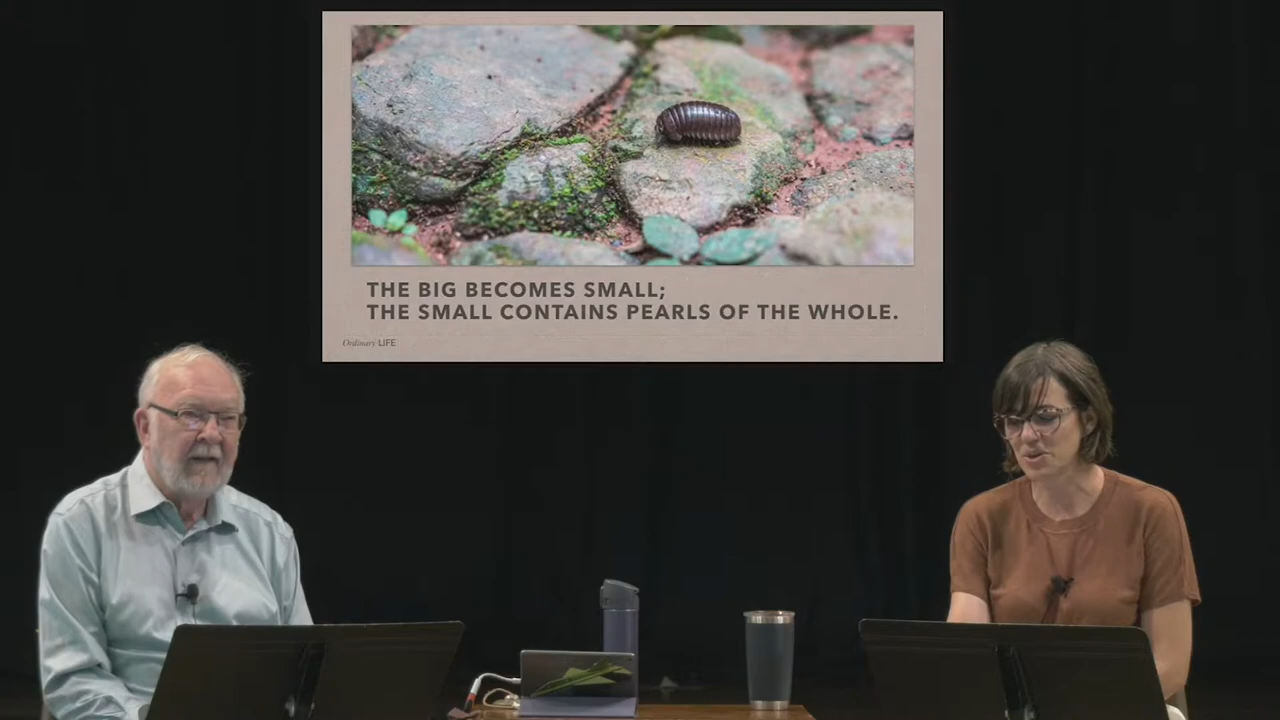 THE BIG BECOMES SMALL;
THE SMALL CONTAINS PEARLS OF THE WHOLE.
Ordinary LIFE